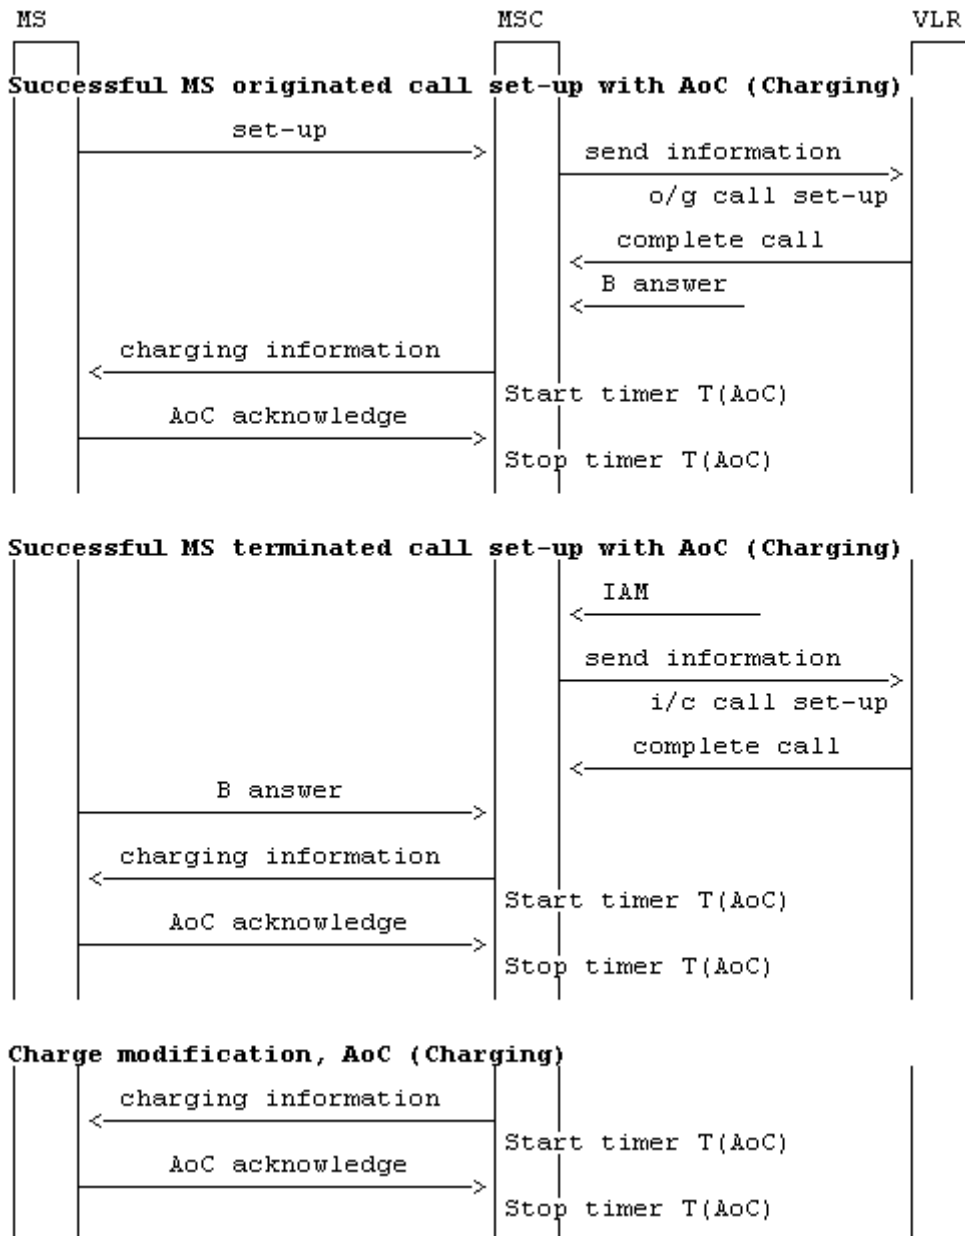 MS MSC VLR
Successful MS originated call set-up with AoC (Charging)
set-up
send information
o/g call set-up
complete call
B answer
charging information
Start timer T(AoC)
AoC acknowledge
Stop timer T(AoC)
Successful MS terminated call set-up with AoC (Charging)
IAM
send information
i/c call set-up
complete call
B answer
charging information
Start timer T(AoC)
AoC acknowledge
Stop timer T(AoC)
Charge modification, AoC (Charging)
charging information
Start timer T(AoC)
AoC acknowledge
Stop timer T(AoC)